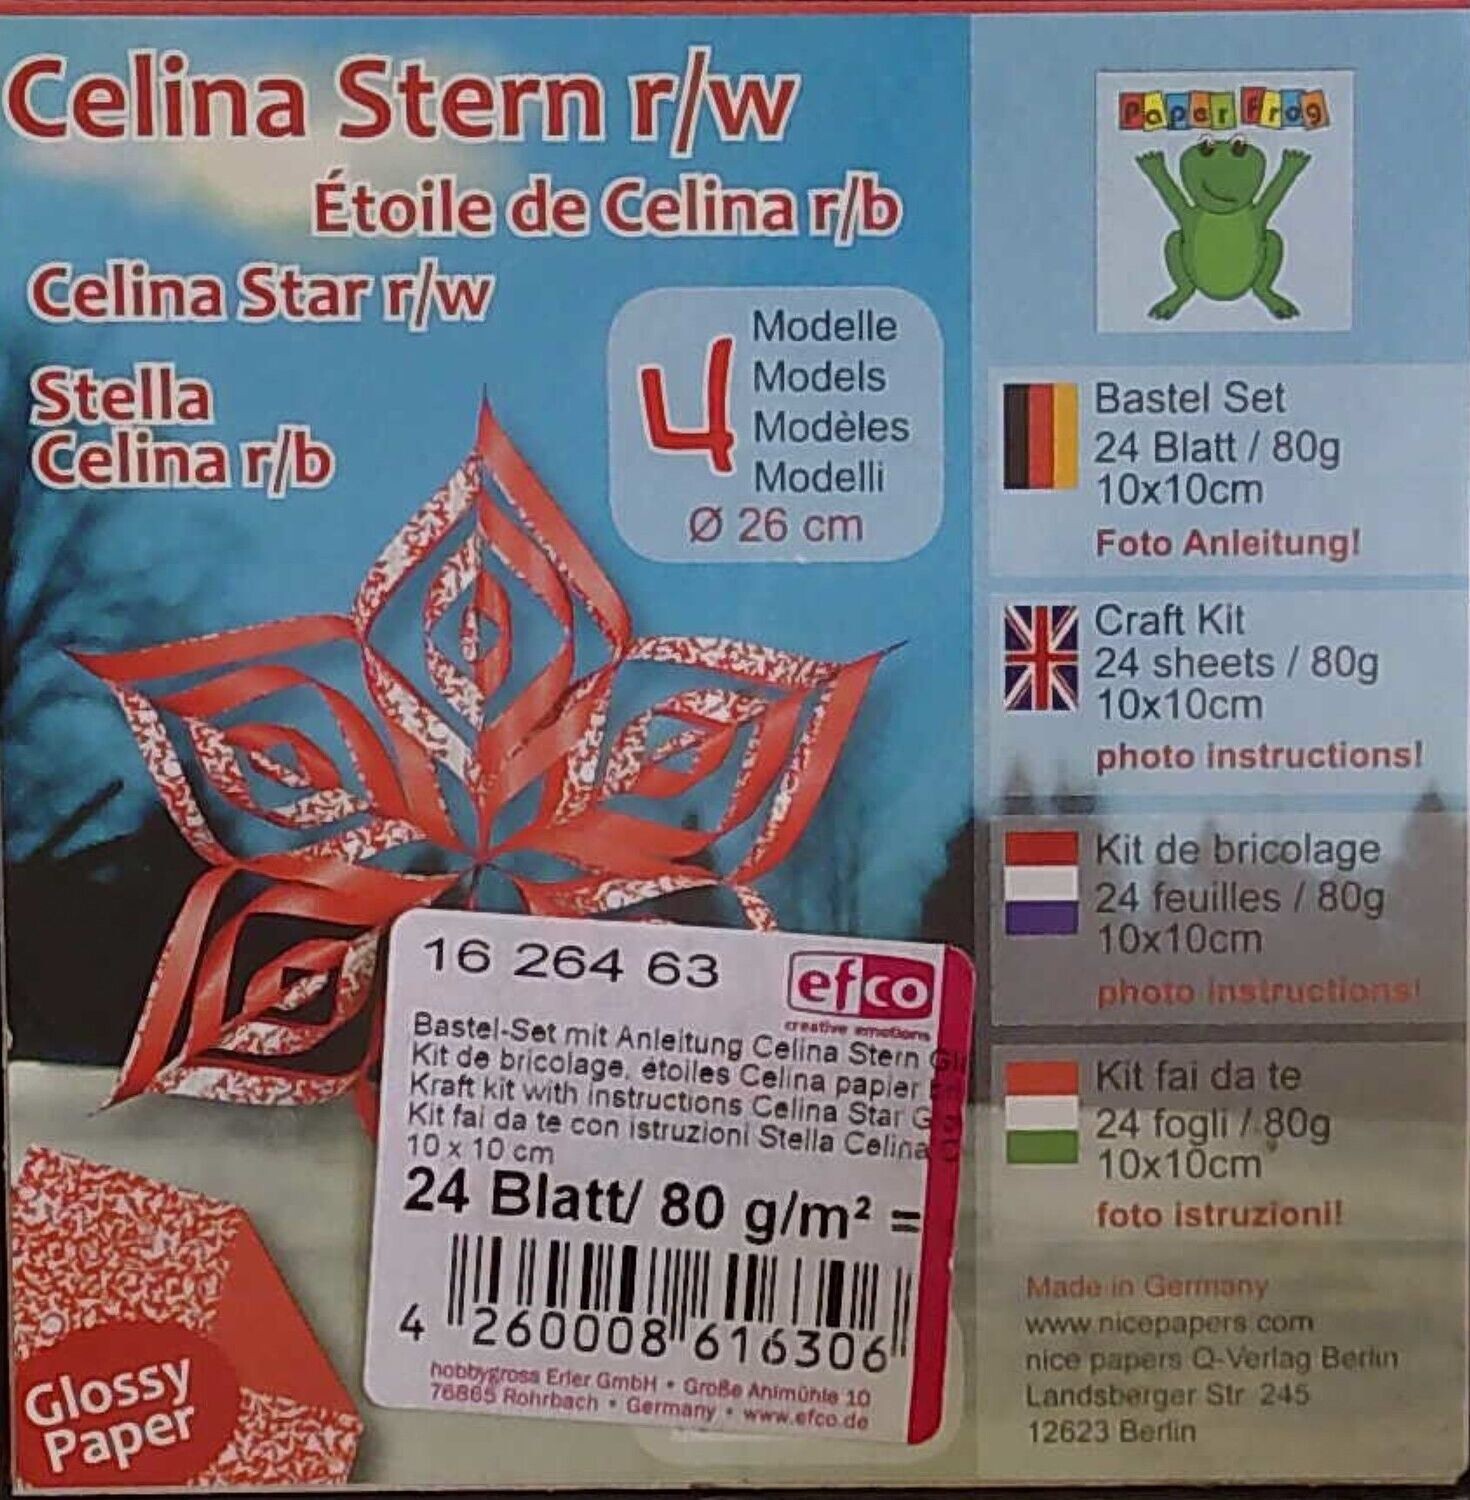 Celina Stern r/w
Étoile de Celina r/b
Celina Star r/w
Stella
Celina r/b
4
Modelle
Models
Modèles
Modelli
Ø 26 cm
Paper Frog
Bastel Set
24 Blatt / 80g
10x10cm
Foto Anleitung!
Craft Kit
24 sheets / 80g
10x10cm
photo instructions!
Kit de bricolage
24 feuilles / 80g
10x10cm
photo instructions!
Kit fai da te
24 fogli / 80g
10x10cm
foto istruzioni!
Made in Germany
www.nicepapers.com
nice papers Q-Verlag Berlin
Landsberger Str. 245
12623 Berlin
16 264 63
efco
creative emotions
Bastel-Set mit Anleitung Celina Stern
Kit de bricolage, étoiles Celina papier
Kraft kit with instructions Celina Star
Kit fai da te con istruzioni Stella Celina
10 x 10 cm
24 Blatt/ 80 g/m² =
4 260008 616306
hobbygross Erler GmbH • Große Ahlmühle 10
76865 Rohrbach • Germany • www.efco.de
Glossy
Paper